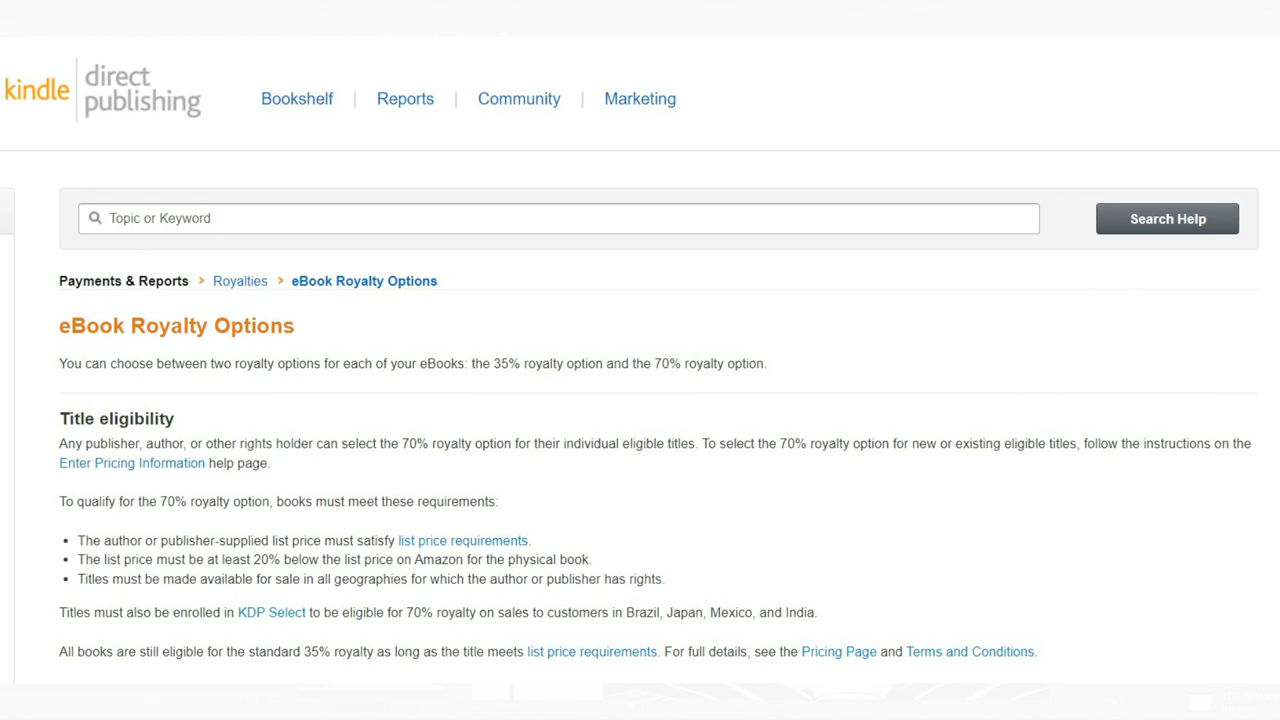 kindle
direct
publishing
Bookshelf | Reports | Community | Marketing
Topic or Keyword
Search Help
Payments & Reports > Royalties > eBook Royalty Options
eBook Royalty Options
You can choose between two royalty options for each of your eBooks: the 35% royalty option and the 70% royalty option.
Title eligibility
Any publisher, author, or other rights holder can select the 70% royalty option for their individual eligible titles. To select the 70% royalty option for new or existing eligible titles, follow the instructions on the
Enter Pricing Information help page.
To qualify for the 70% royalty option, books must meet these requirements:
• The author or publisher-supplied list price must satisfy list price requirements.
• The list price must be at least 20% below the list price on Amazon for the physical book.
• Titles must be made available for sale in all geographies for which the author or publisher has rights.
Titles must also be enrolled in KDP Select to be eligible for 70% royalty on sales to customers in Brazil, Japan, Mexico, and India.
All books are still eligible for the standard 35% royalty as long as the title meets list price requirements. For full details, see the Pricing Page and Terms and Conditions.